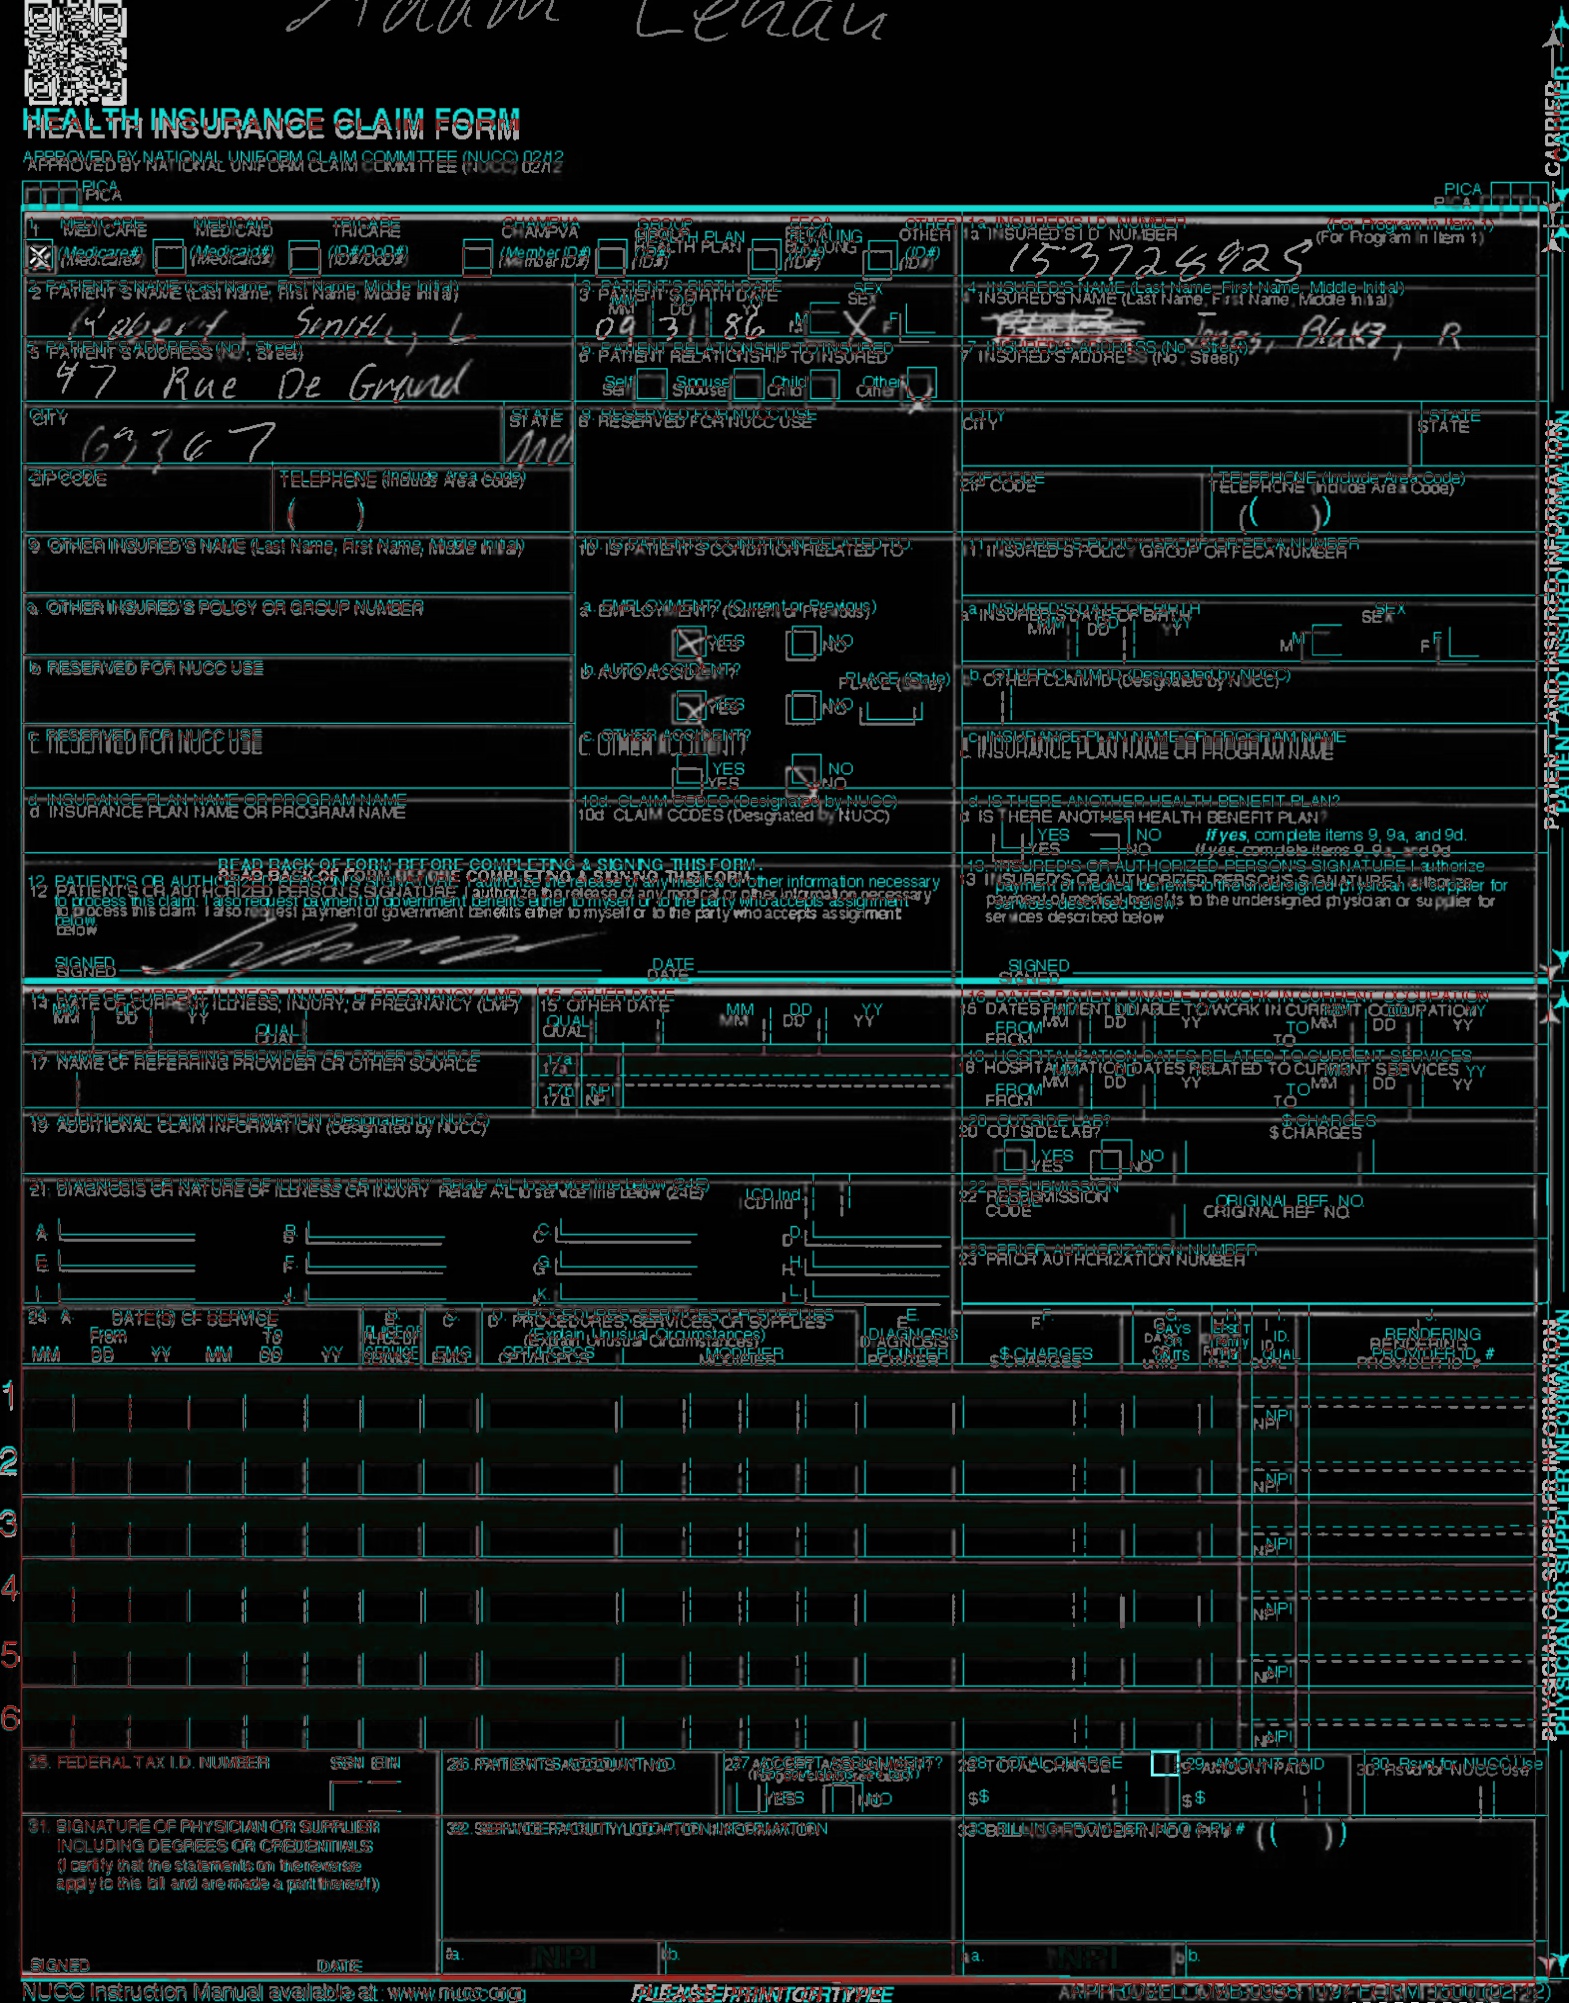 Adam Lenau
HEALTH INSURANCE CLAIM FORM
APPROVED BY NATIONAL UNIFORM CLAIM COMMITTEE (NUCC) 02/12
PICA PICA
1. MEDICARE MEDICAID TRICARE CHAMPVA GROUP HEALTH PLAN FECA BLK LUNG OTHER 1a. INSURED'S I.D. NUMBER (For Program in Item 1)
(Medicare#) (Medicaid#) (ID#/DoD#) (Member ID#) (ID#) (ID#) (ID#)
2. PATIENT'S NAME (Last Name, First Name, Middle Initial) 3. PATIENT'S BIRTH DATE SEX 4. INSURED'S NAME (Last Name, First Name, Middle Initial)
MM DD YY
Robert, Smith, L 09 31 86 M X F Jones, Blake, R
5. PATIENT'S ADDRESS (No., Street) 6. PATIENT RELATIONSHIP TO INSURED 7. INSURED'S ADDRESS (No., Street)
47 Rue De Grand Self Spouse Child Other
CITY STATE 8. RESERVED FOR NUCC USE CITY STATE
63367 MO
ZIP CODE TELEPHONE (Include Area Code) ZIP CODE TELEPHONE (Include Area Code)
( ) ( )
9. OTHER INSURED'S NAME (Last Name, First Name, Middle Initial) 10. IS PATIENT'S CONDITION RELATED TO: 11. INSURED'S POLICY GROUP OR FECA NUMBER
a. OTHER INSURED'S POLICY OR GROUP NUMBER a. EMPLOYMENT? (Current or Previous) a. INSURED'S DATE OF BIRTH SEX
MM DD YY
YES NO M F
b. RESERVED FOR NUCC USE b. AUTO ACCIDENT? PLACE (State) b. OTHER CLAIM ID (Designated by NUCC)
YES NO
c. RESERVED FOR NUCC USE c. OTHER ACCIDENT? c. INSURANCE PLAN NAME OR PROGRAM NAME
YES NO
d. INSURANCE PLAN NAME OR PROGRAM NAME 10d. CLAIM CODES (Designated by NUCC) d. IS THERE ANOTHER HEALTH BENEFIT PLAN?
YES NO If yes, complete items 9, 9a, and 9d.
READ BACK OF FORM BEFORE COMPLETING & SIGNING THIS FORM.
12. PATIENT'S OR AUTHORIZED PERSON'S SIGNATURE I authorize the release of any medical or other information necessary
to process this claim. I also request payment of government benefits either to myself or to the party who accepts assignment
below.
SIGNED DATE
13. INSURED'S OR AUTHORIZED PERSON'S SIGNATURE I authorize
payment of medical benefits to the undersigned physician or supplier for
services described below.
SIGNED
14. DATE OF CURRENT ILLNESS, INJURY, or PREGNANCY (LMP) 15. OTHER DATE 16. DATES PATIENT UNABLE TO WORK IN CURRENT OCCUPATION
MM DD YY QUAL. QUAL. MM DD YY FROM MM DD YY TO MM DD YY
17. NAME OF REFERRING PROVIDER OR OTHER SOURCE 17a. 18. HOSPITALIZATION DATES RELATED TO CURRENT SERVICES
17b. NPI FROM MM DD YY TO MM DD YY
19. ADDITIONAL CLAIM INFORMATION (Designated by NUCC) 20. OUTSIDE LAB? $ CHARGES
YES NO
21. DIAGNOSIS OR NATURE OF ILLNESS OR INJURY Relate A-L to service line below (24E) ICD Ind. 22. RESUBMISSION CODE ORIGINAL REF. NO.
A. B. C. D.
E. F. G. H. 23. PRIOR AUTHORIZATION NUMBER
I. J. K. L.
24. A. DATE(S) OF SERVICE B. C. D. PROCEDURES, SERVICES, OR SUPPLIES E. F. G. H. I. J.
From To PLACE OF (Explain Unusual Circumstances) DIAGNOSIS DAYS ID. RENDERING
MM DD YY MM DD YY SERVICE EMG CPT/HCPCS MODIFIER POINTER $ CHARGES UNITS QUAL. PROVIDER ID. #
1 NPI
2 NPI
3 NPI
4 NPI
5 NPI
6 NPI
25. FEDERAL TAX I.D. NUMBER SSN EIN 26. PATIENT'S ACCOUNT NO. 27. ACCEPT ASSIGNMENT? 28. TOTAL CHARGE 29. AMOUNT PAID 30. Rsvd for NUCC Use
YES NO $ $
31. SIGNATURE OF PHYSICIAN OR SUPPLIER
INCLUDING DEGREES OR CREDENTIALS
(I certify that the statements on the reverse
apply to this bill and are made a part thereof.)
SIGNED DATE
32. SERVICE FACILITY LOCATION INFORMATION
a. NPI b.
33. BILLING PROVIDER INFO & PH # ( )
a. NPI b.
NUCC Instruction Manual available at: www.nucc.org PLEASE PRINT OR TYPE
CARRIER
PATIENT AND INSURED INFORMATION
PHYSICIAN OR SUPPLIER INFORMATION